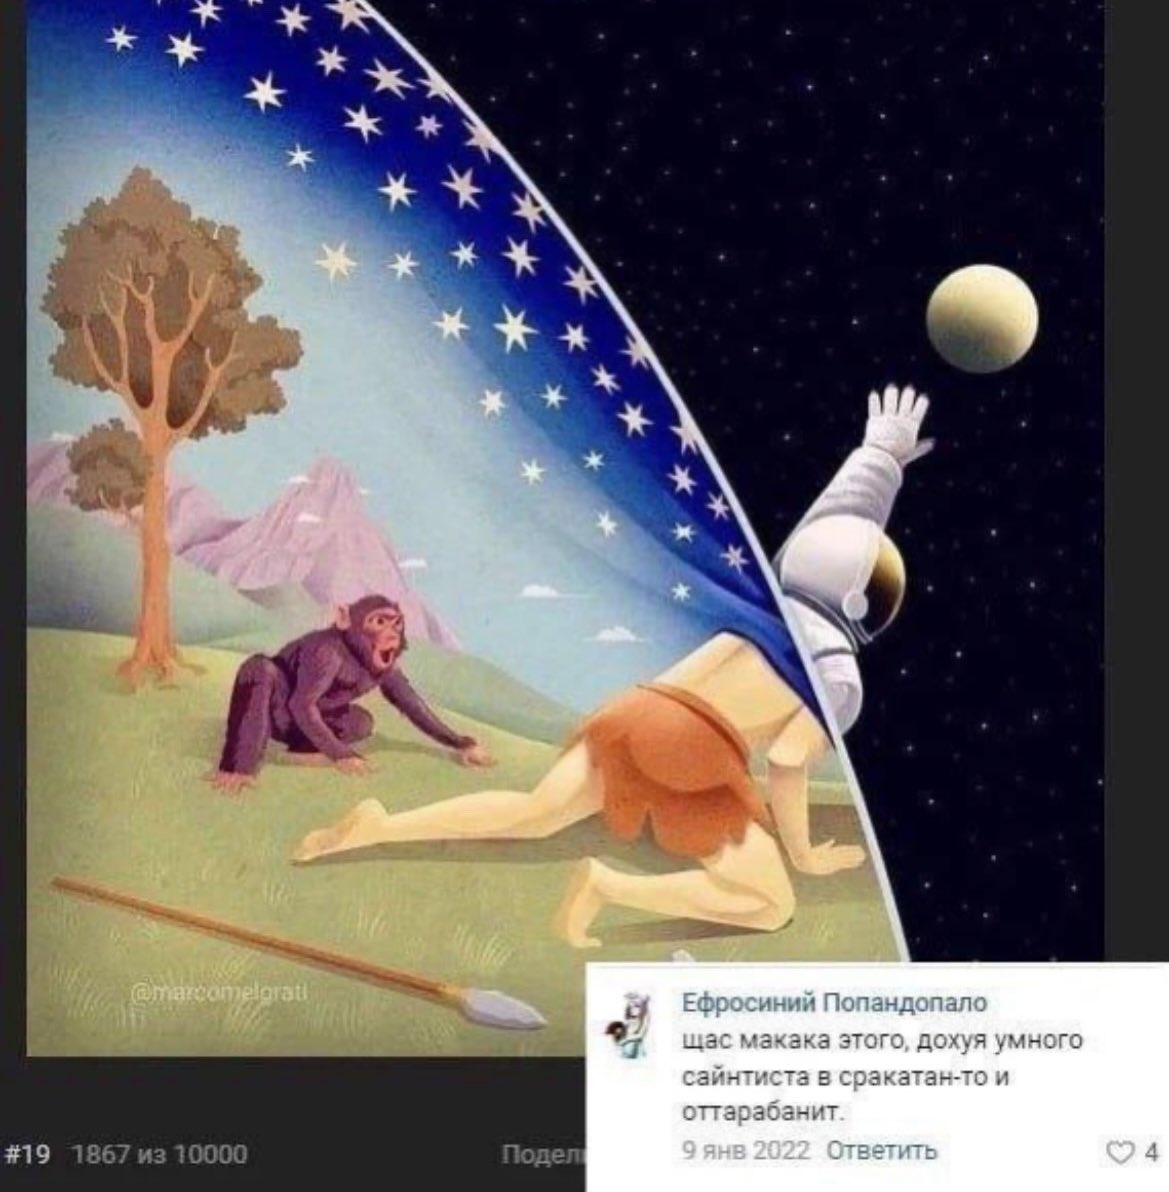 @marcomelgrati
Ефросиний Попандопало
щас макака этого, дохуя умного
сайнтиста в сракатан-то и
оттарабанит.
9 янв 2022 Ответить
4
#19 1867 из 10000
Подел